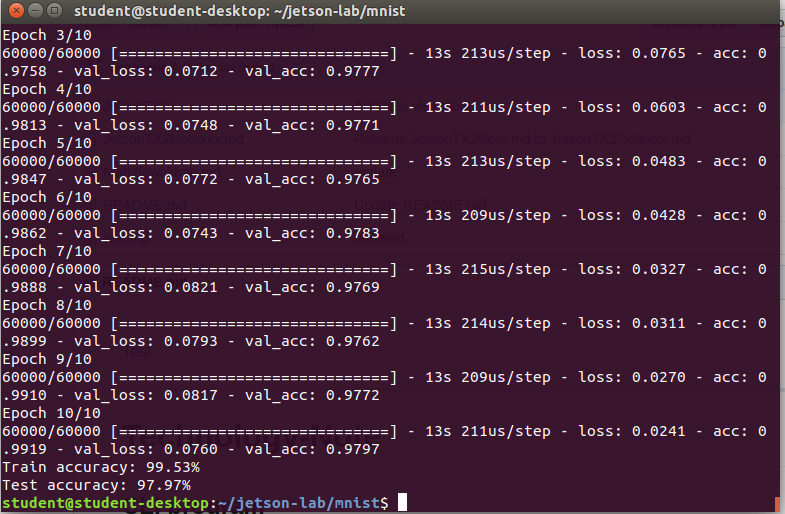 student@student-desktop: ~/jetson-lab/mnist
Epoch 3/10
60000/60000 [==============================] - 13s 213us/step - loss: 0.0765 - acc: 0
.9758 - val_loss: 0.0712 - val_acc: 0.9777
Epoch 4/10
60000/60000 [==============================] - 13s 211us/step - loss: 0.0603 - acc: 0
.9813 - val_loss: 0.0748 - val_acc: 0.9771
Epoch 5/10
60000/60000 [==============================] - 13s 213us/step - loss: 0.0483 - acc: 0
.9847 - val_loss: 0.0772 - val_acc: 0.9765
Epoch 6/10
60000/60000 [==============================] - 13s 209us/step - loss: 0.0428 - acc: 0
.9862 - val_loss: 0.0743 - val_acc: 0.9783
Epoch 7/10
60000/60000 [==============================] - 13s 215us/step - loss: 0.0327 - acc: 0
.9888 - val_loss: 0.0821 - val_acc: 0.9769
Epoch 8/10
60000/60000 [==============================] - 13s 214us/step - loss: 0.0311 - acc: 0
.9899 - val_loss: 0.0793 - val_acc: 0.9762
Epoch 9/10
60000/60000 [==============================] - 13s 209us/step - loss: 0.0270 - acc: 0
.9910 - val_loss: 0.0817 - val_acc: 0.9772
Epoch 10/10
60000/60000 [==============================] - 13s 211us/step - loss: 0.0241 - acc: 0
.9919 - val_loss: 0.0760 - val_acc: 0.9797
Train accuracy: 99.53%
Test accuracy: 97.97%
student@student-desktop:~/jetson-lab/mnist$